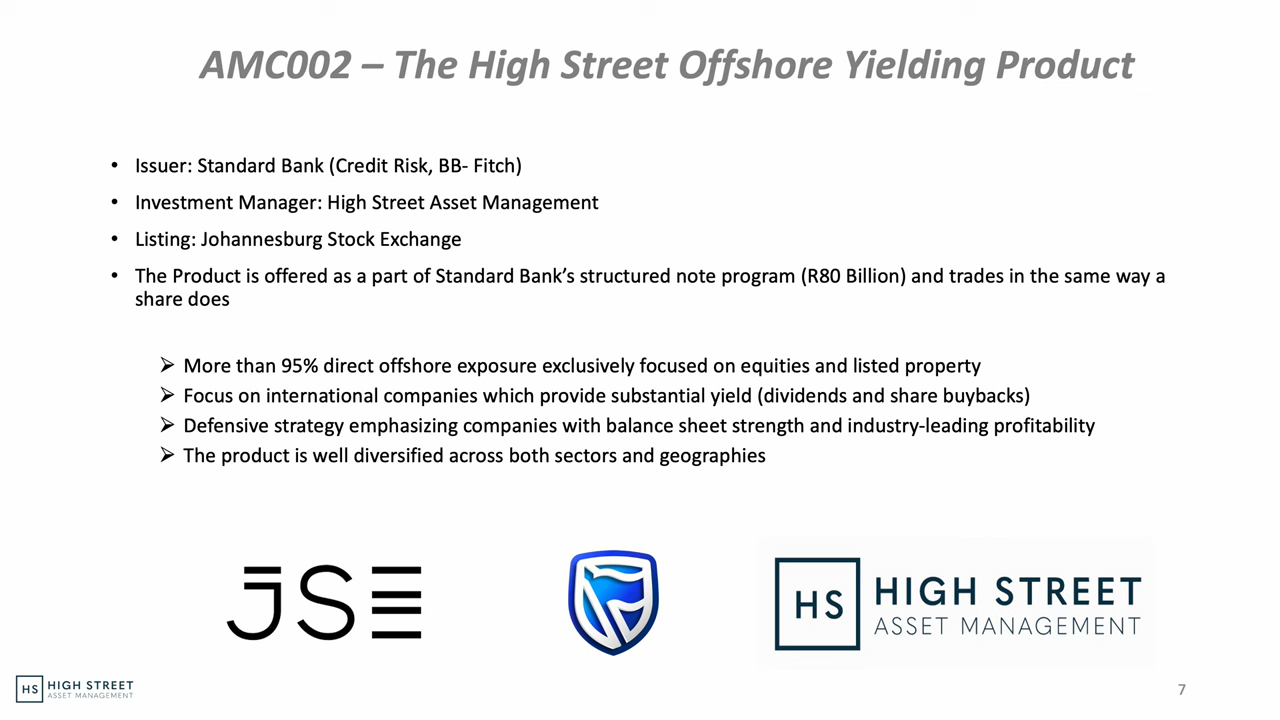 AMC002 – The High Street Offshore Yielding Product
• Issuer: Standard Bank (Credit Risk, BB- Fitch)
• Investment Manager: High Street Asset Management
• Listing: Johannesburg Stock Exchange
• The Product is offered as a part of Standard Bank’s structured note program (R80 Billion) and trades in the same way a
share does
➢ More than 95% direct offshore exposure exclusively focused on equities and listed property
➢ Focus on international companies which provide substantial yield (dividends and share buybacks)
➢ Defensive strategy emphasizing companies with balance sheet strength and industry-leading profitability
➢ The product is well diversified across both sectors and geographies
JSE
HS HIGH STREET
ASSET MANAGEMENT
HS HIGH STREET
ASSET MANAGEMENT
7